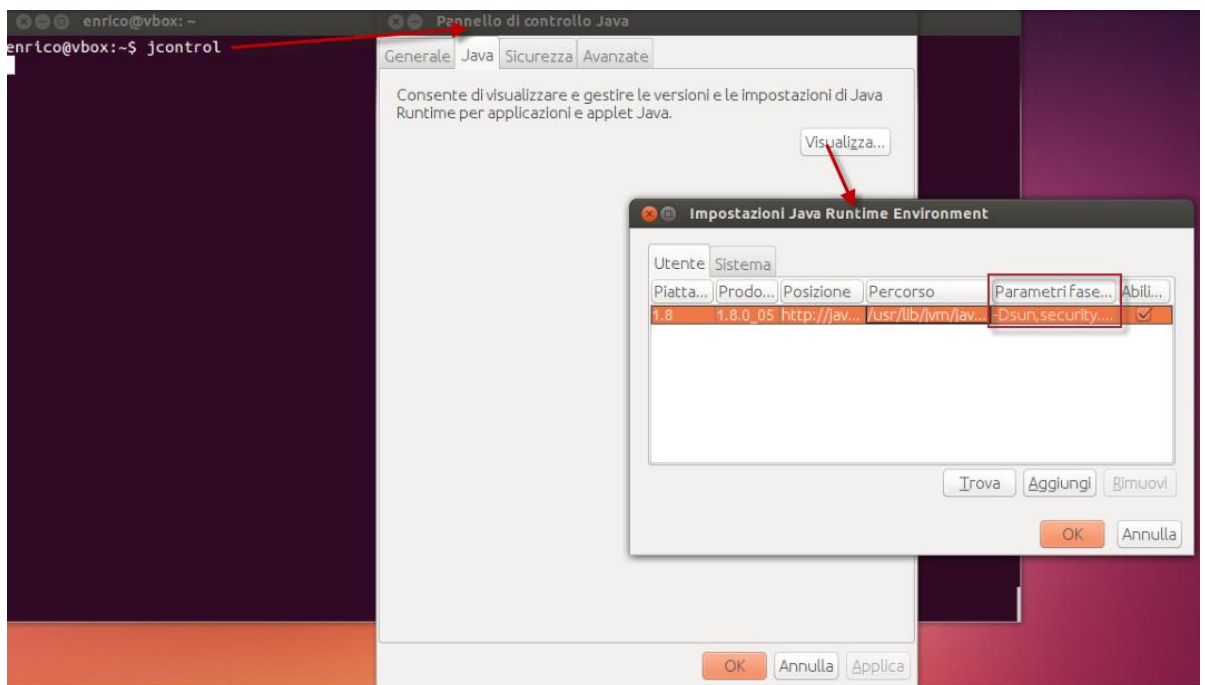 enrico@vbox: ~
enrico@vbox:~$ jcontrol
Pannello di controllo Java
Generale Java Sicurezza Avanzate
Consente di visualizzare e gestire le versioni e le impostazioni di Java
Runtime per applicazioni e applet Java.
Visualizza...
Impostazioni Java Runtime Environment
Utente Sistema
Piatta... Prodo... Posizione Percorso Parametri fase... Abili...
1.8 1.8.0_05 http://jav... /usr/lib/jvm/jav... -Dsun,security....
Trova Aggiungi Rimuovi
OK Annulla
OK Annulla Applica